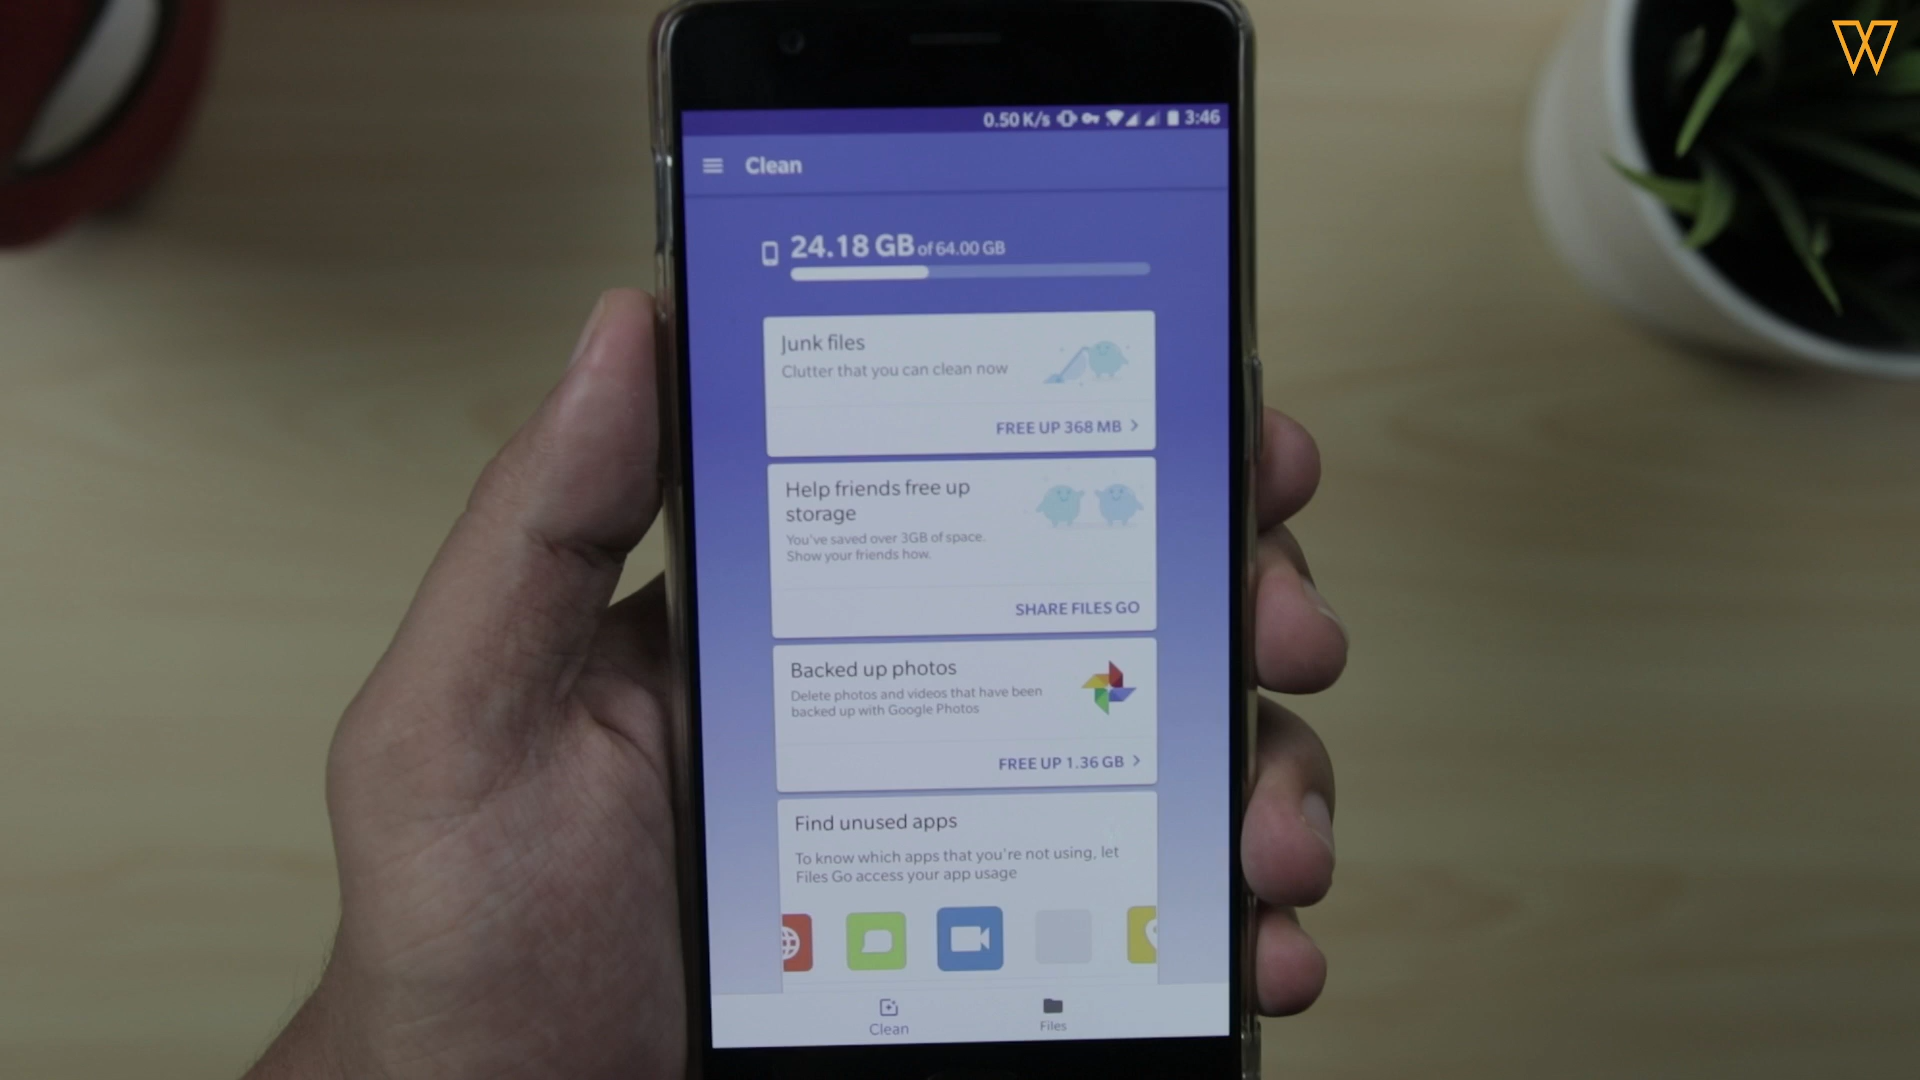 0.50 K/s 3:46
Clean
24.18 GB of 64.00 GB
Junk files
Clutter that you can clean now
FREE UP 368 MB
Help friends free up
storage
You've saved over 3GB of space.
Show your friends how.
SHARE FILES GO
Backed up photos
Delete photos and videos that have been
backed up with Google Photos
FREE UP 1.36 GB
Find unused apps
To know which apps that you're not using, let
Files Go access your app usage
Clean
Files